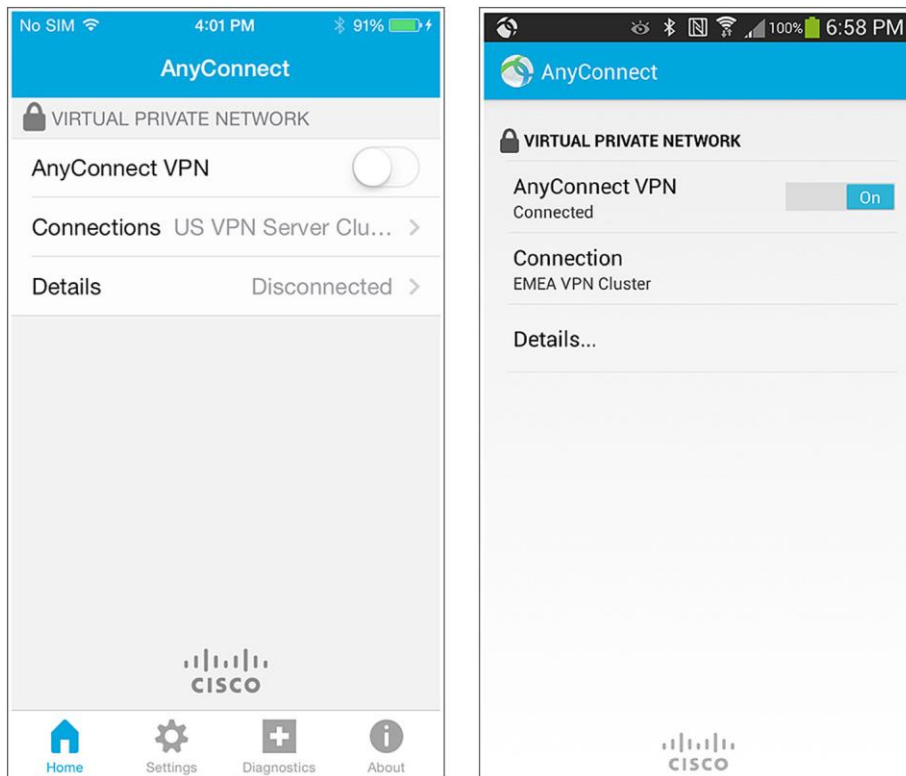 No SIM 4:01 PM 91%
AnyConnect
VIRTUAL PRIVATE NETWORK
AnyConnect VPN
Connections US VPN Server Clu... >
Details Disconnected >
CISCO
Home Settings Diagnostics About
100% 6:58 PM
AnyConnect
VIRTUAL PRIVATE NETWORK
AnyConnect VPN
Connected
On
Connection
EMEA VPN Cluster
Details...
CISCO